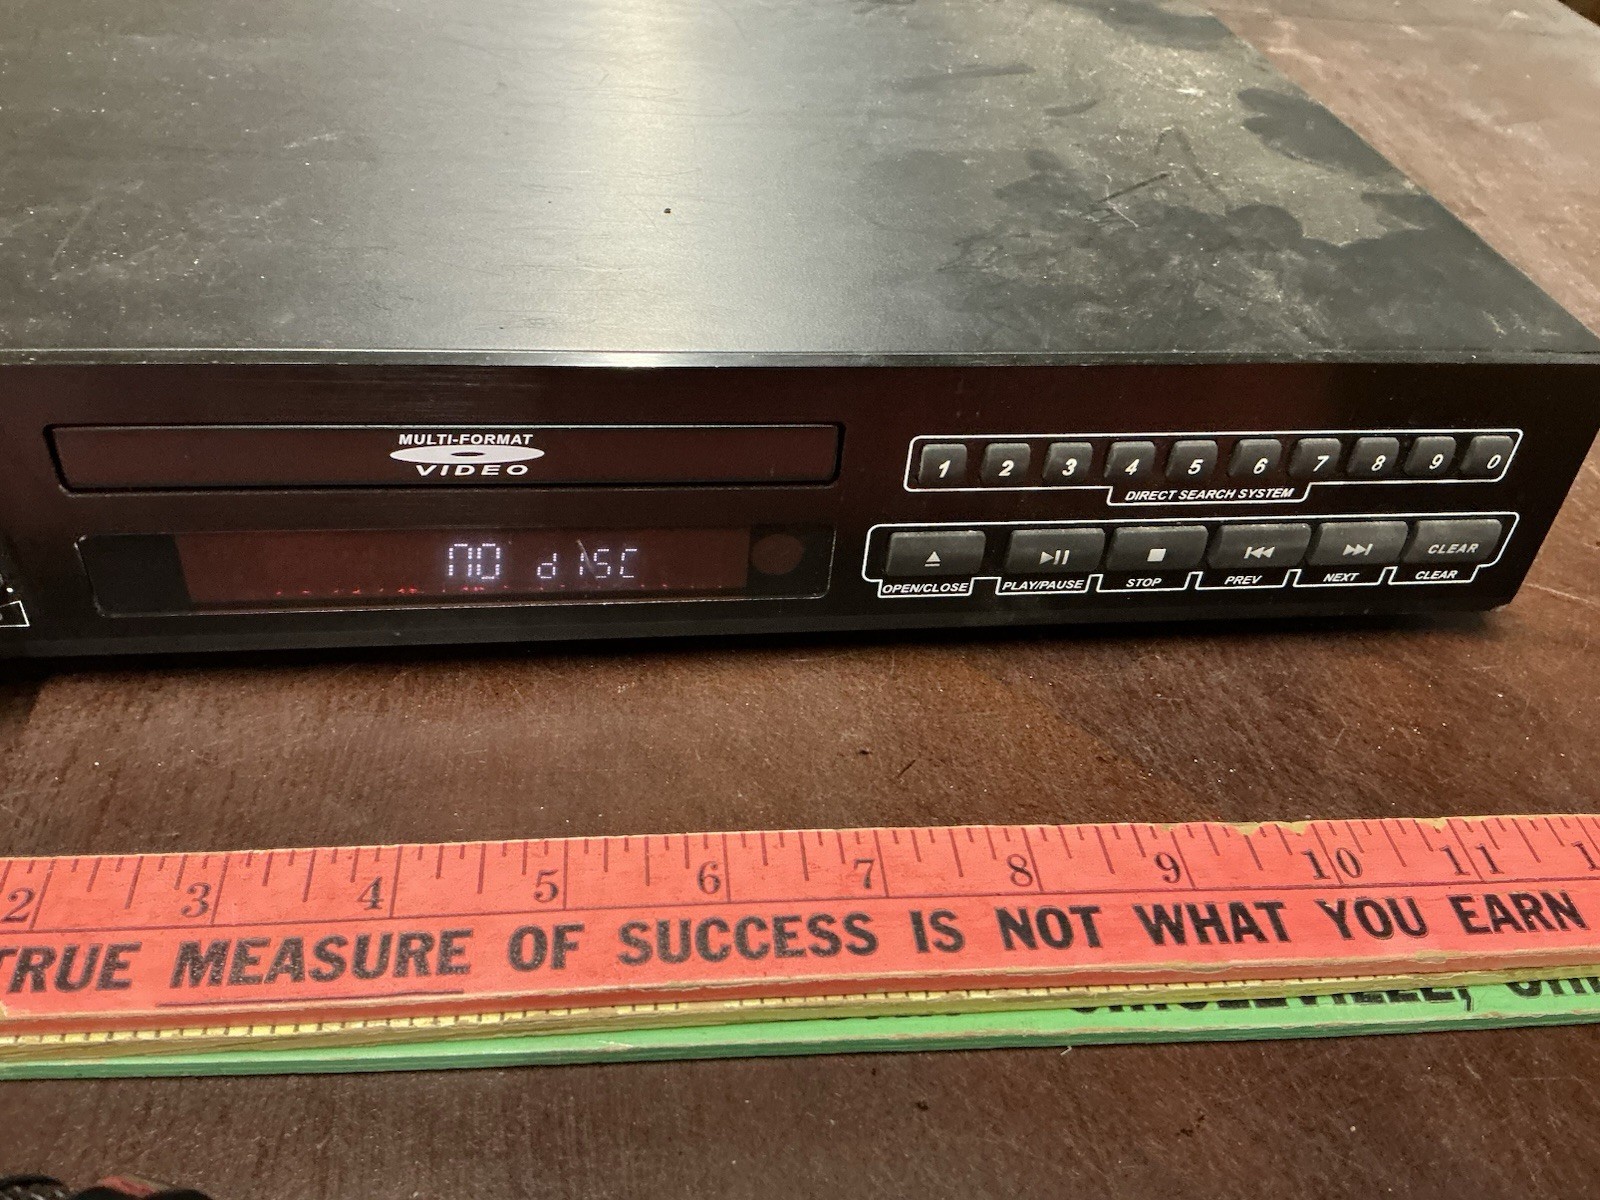 MULTI-FORMAT
VIDEO
1 2 3 4 5 6 7 8 9 0
DIRECT SEARCH SYSTEM
NO dISC
CLEAR
OPEN/CLOSE PLAY/PAUSE STOP PREV NEXT CLEAR
2 3 4 5 6 7 8 9 10 11 1
TRUE MEASURE OF SUCCESS IS NOT WHAT YOU EARN